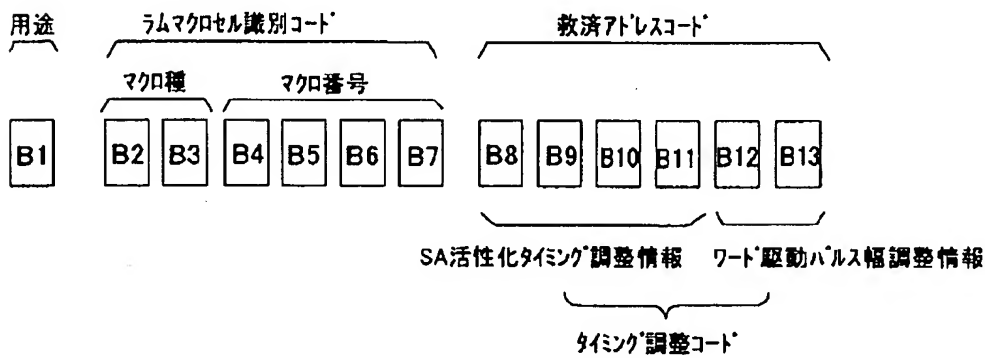 用途 ラムマクロセル識別コード 救済アドレスコード
マクロ種 マクロ番号
B1 B2 B3 B4 B5 B6 B7 B8 B9 B10 B11 B12 B13
SA活性化タイミング調整情報 ワード駆動パルス幅調整情報
タイミング調整コード